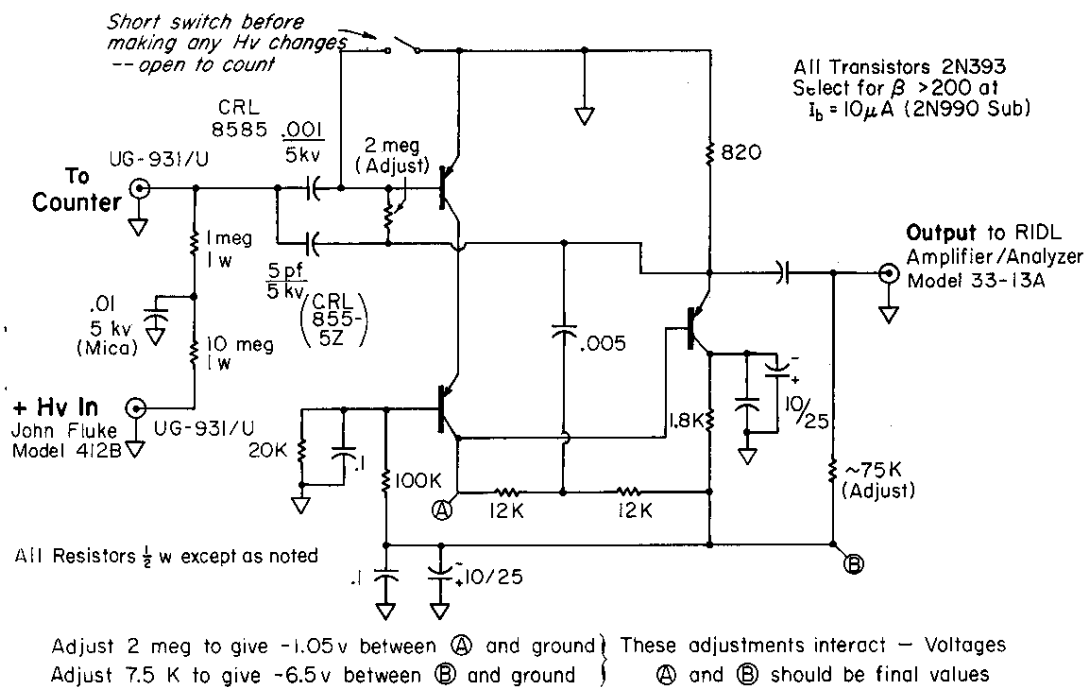 Short switch before
making any Hv changes
-- open to count
All Transistors 2N393
Select for β >200 at
I_b = 10μA (2N990 Sub)
CRL
8585
.001
5kv
2 meg
(Adjust)
820
UG-931/U
To
Counter
1 meg
1 w
5 pf
5 kv
(CRL
855-
5Z)
Output to RIDL
Amplifier/Analyzer
Model 33-13A
.01
5 kv
(Mica)
10 meg
1 w
.005
-
+
10/25
+ Hv In
John Fluke
Model 412B
UG-931/U
20K
.1
100K
1.8K
~75K
(Adjust)
A
12K
12K
All Resistors ½ w except as noted
.1
-
+
10/25
B
Adjust 2 meg to give -1.05v between Ⓐ and ground } These adjustments interact – Voltages
Adjust 7.5 K to give -6.5v between Ⓑ and ground } Ⓐ and Ⓑ should be final values